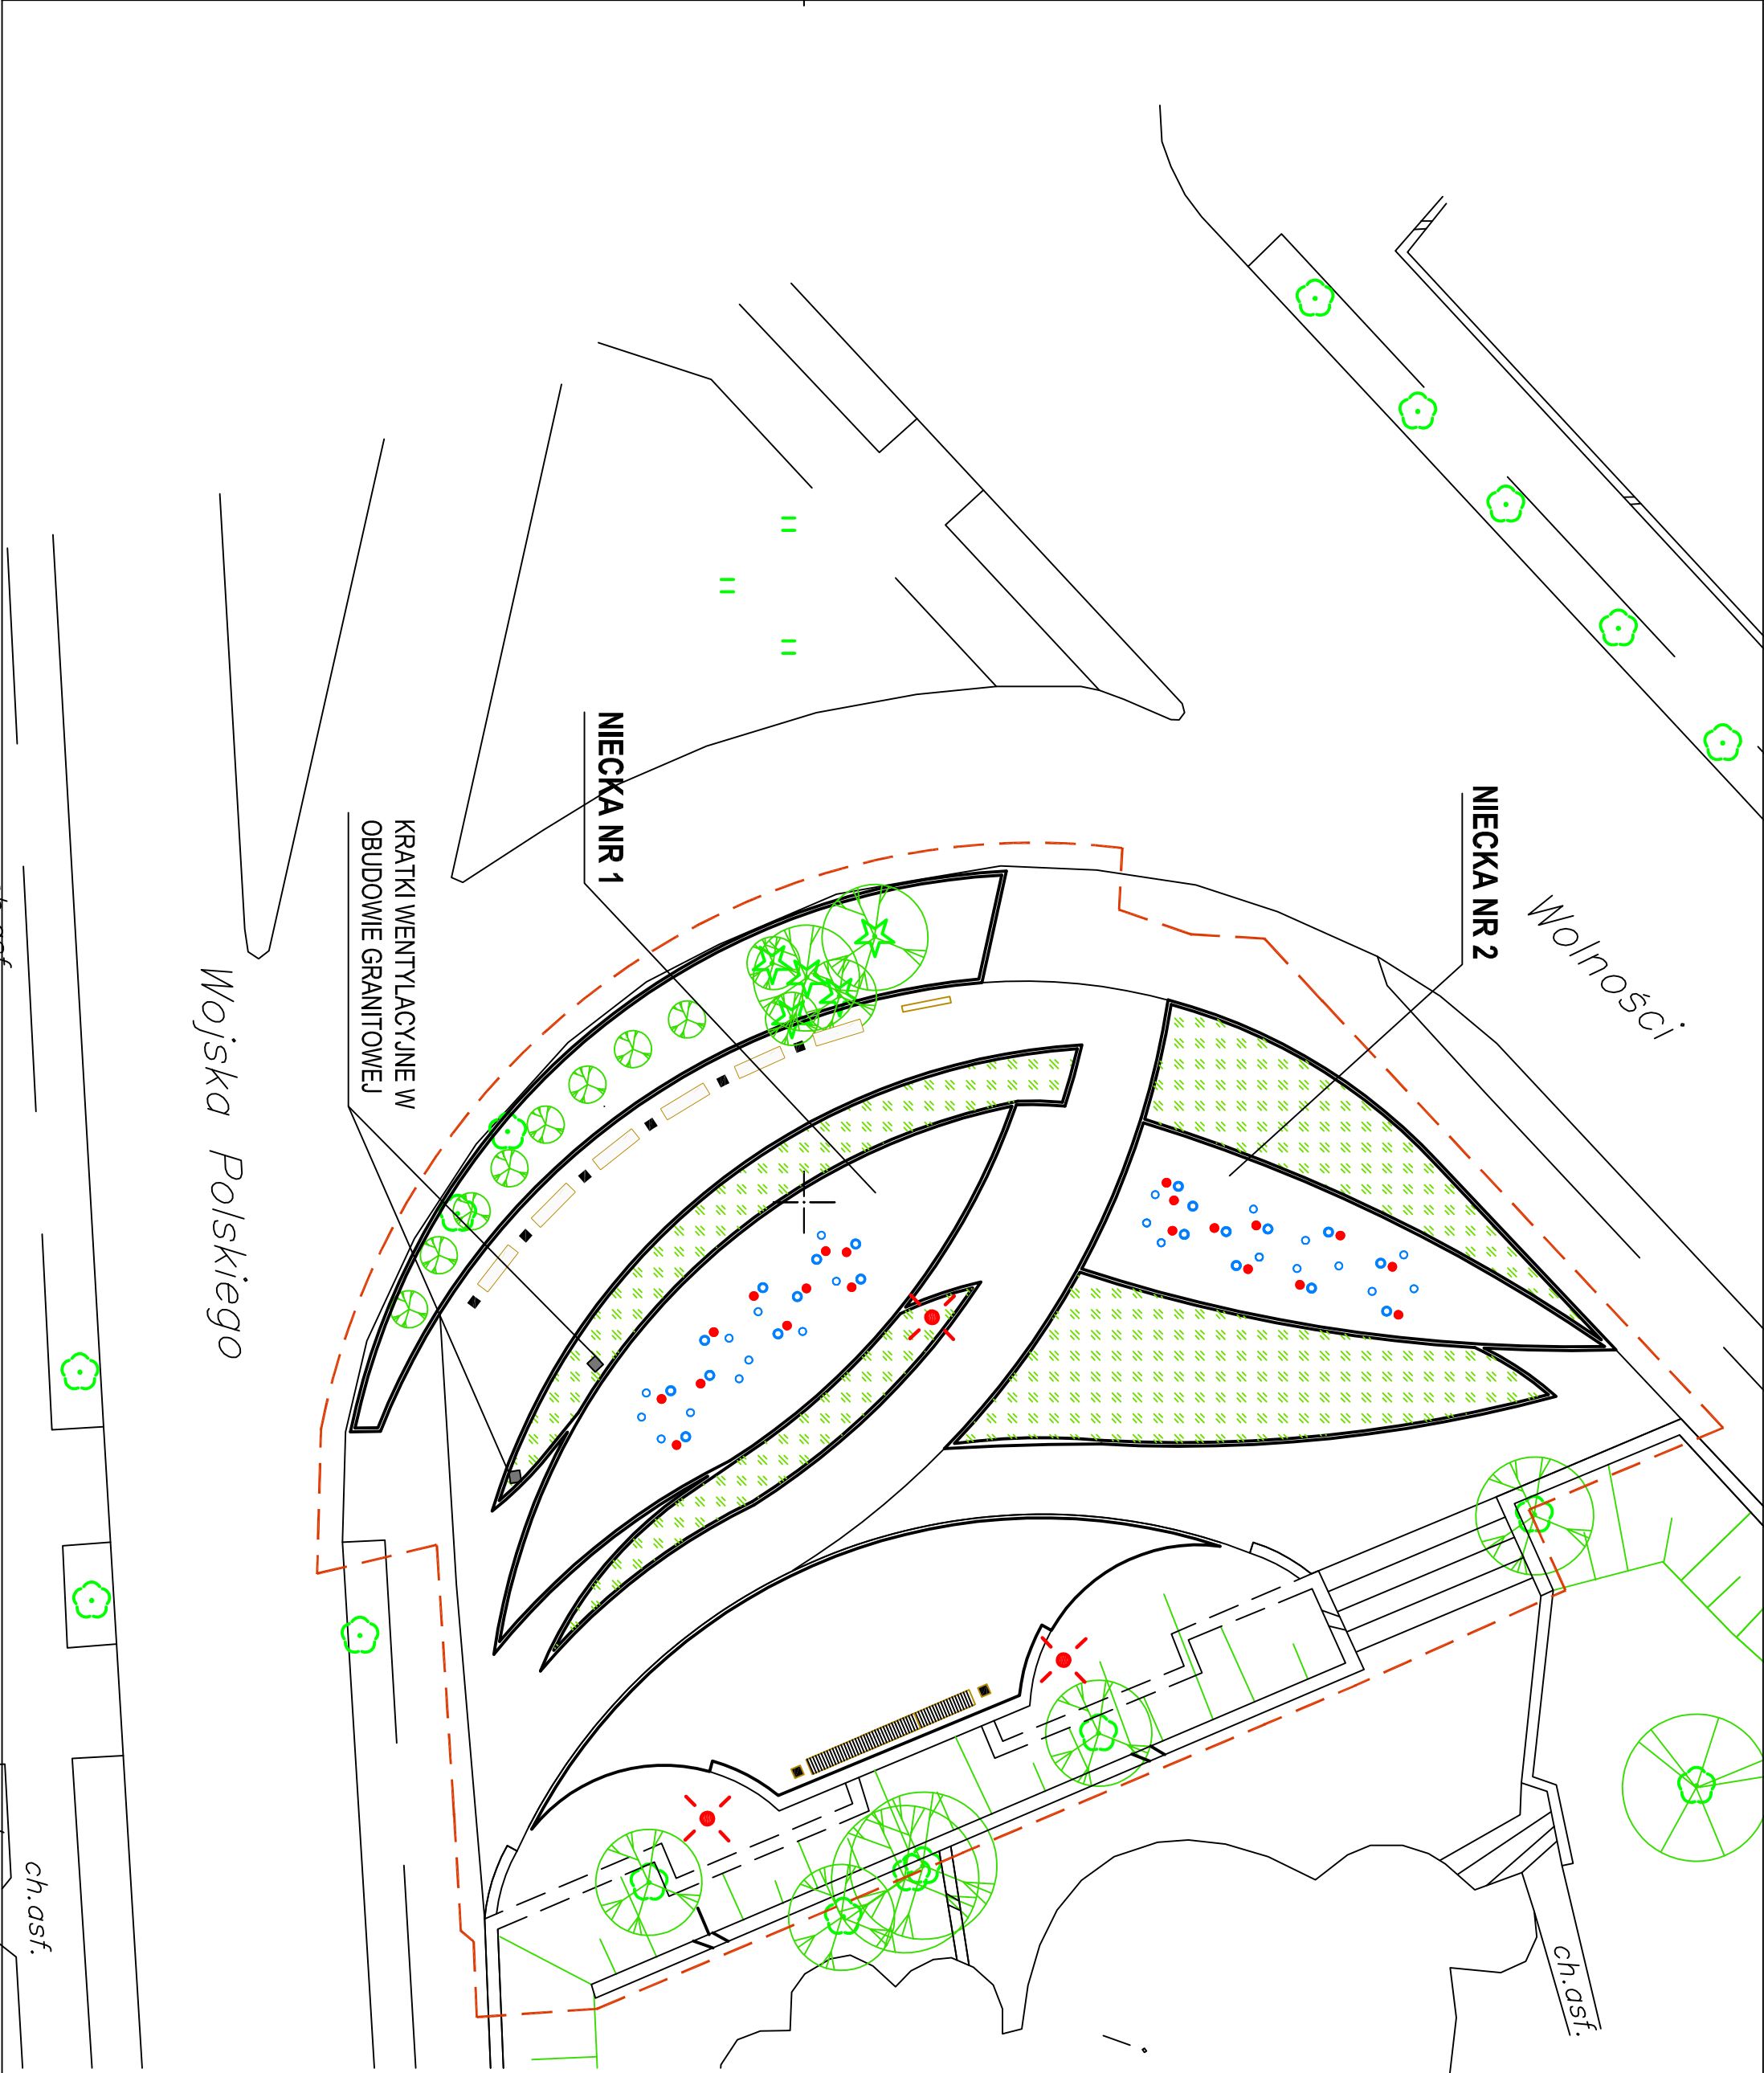 NIECKA NR 2
Wolności
NIECKA NR 1
KRATKI WENTYLACYJNE W
OBUDOWIE GRANITOWEJ
Wojska Polskiego
ch.asf.
ch.asf.